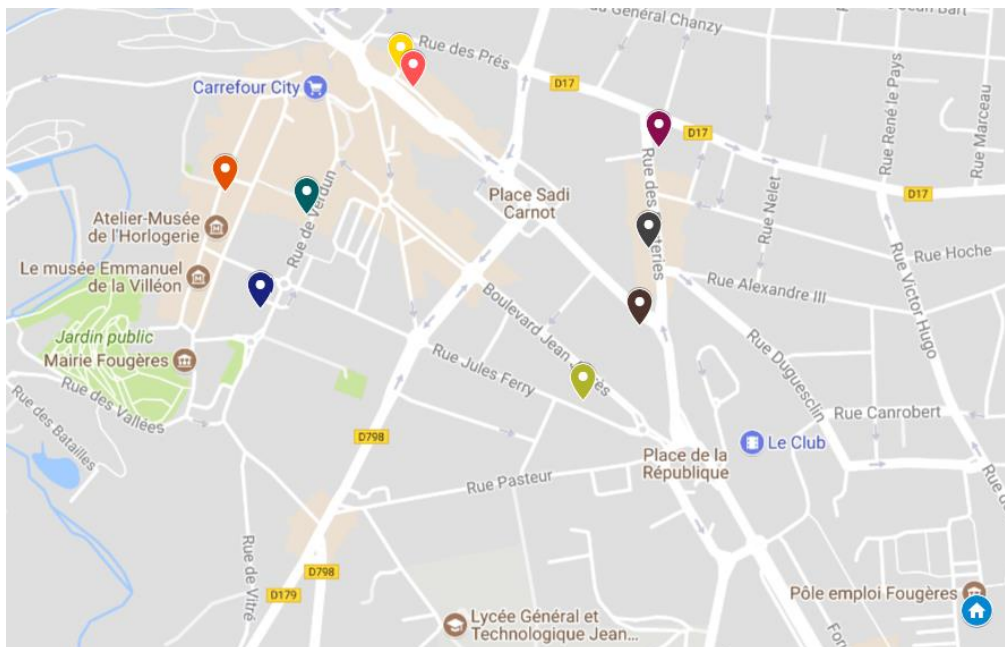 Général Chanzy
Rue des Prés
D17
Carrefour City
D17
Rue René le Pays
Rue Marceau
Place Sadi
Carnot
Rue Nelet
D17
Rue de Verdun
Atelier-Musée
de l'Horlogerie
Rue Hoche
Le musée Emmanuel
de la Villéon
Rue Alexandre III
Rue Victor Hugo
Jardin public
Mairie Fougères
Boulevard Jean
Rue Jules Ferry
Rue Duguesclin
Rue des Vallées
Rue des Batailles
Rue Canrobert
D798
Le Club
Place de la
République
Rue Pasteur
Rue de Vitré
D798
D179
Pôle emploi Fougères
Lycée Général et
Technologique Jean...